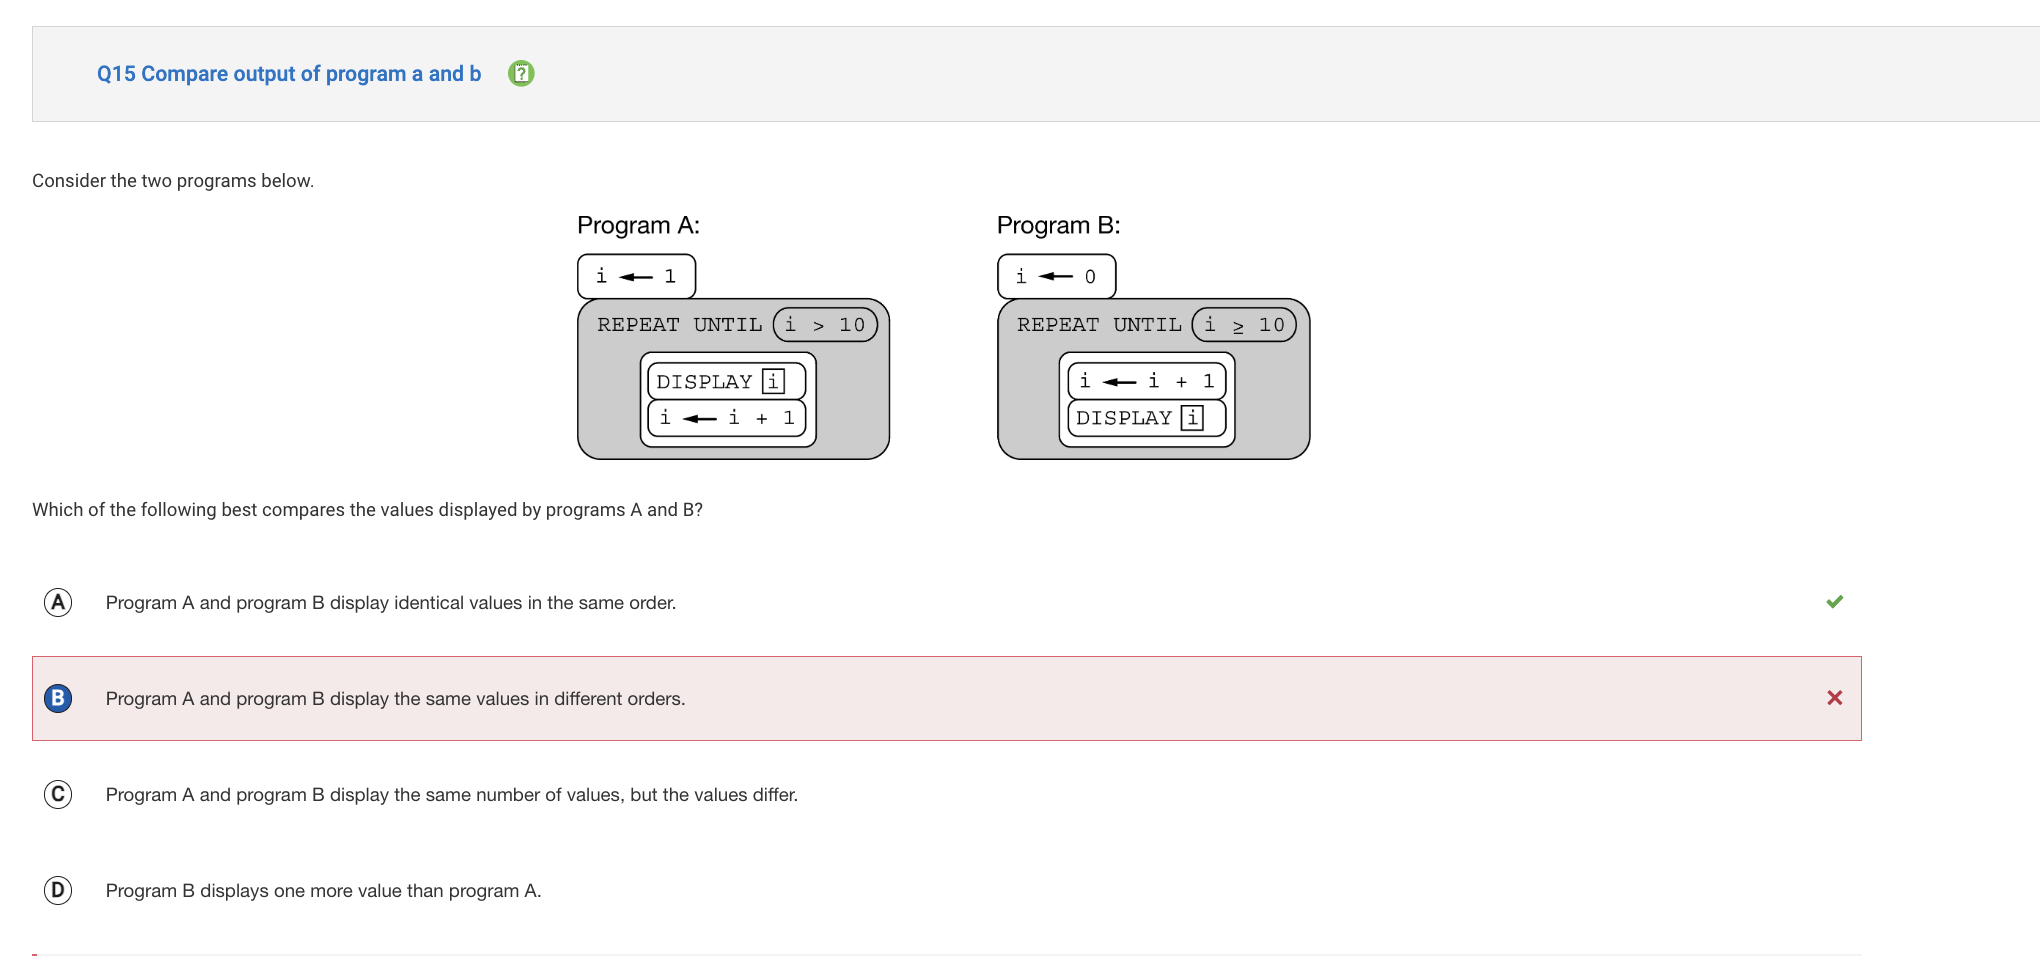 Q15 Compare output of program a and b
Consider the two programs below.
Program A:
i ← 1
REPEAT UNTIL i > 10
DISPLAY i
i ← i + 1
Program B:
i ← 0
REPEAT UNTIL i ≥ 10
i ← i + 1
DISPLAY i
Which of the following best compares the values displayed by programs A and B?
A Program A and program B display identical values in the same order.
B Program A and program B display the same values in different orders.
C Program A and program B display the same number of values, but the values differ.
D Program B displays one more value than program A.